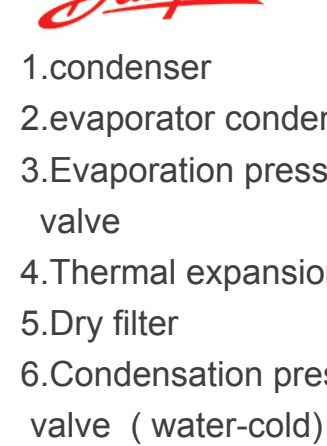 1.condenser
2.evaporator
3.Evaporation
valve
4.Thermal
5.Dry filter
6.Condensation
valve ( water-cold)